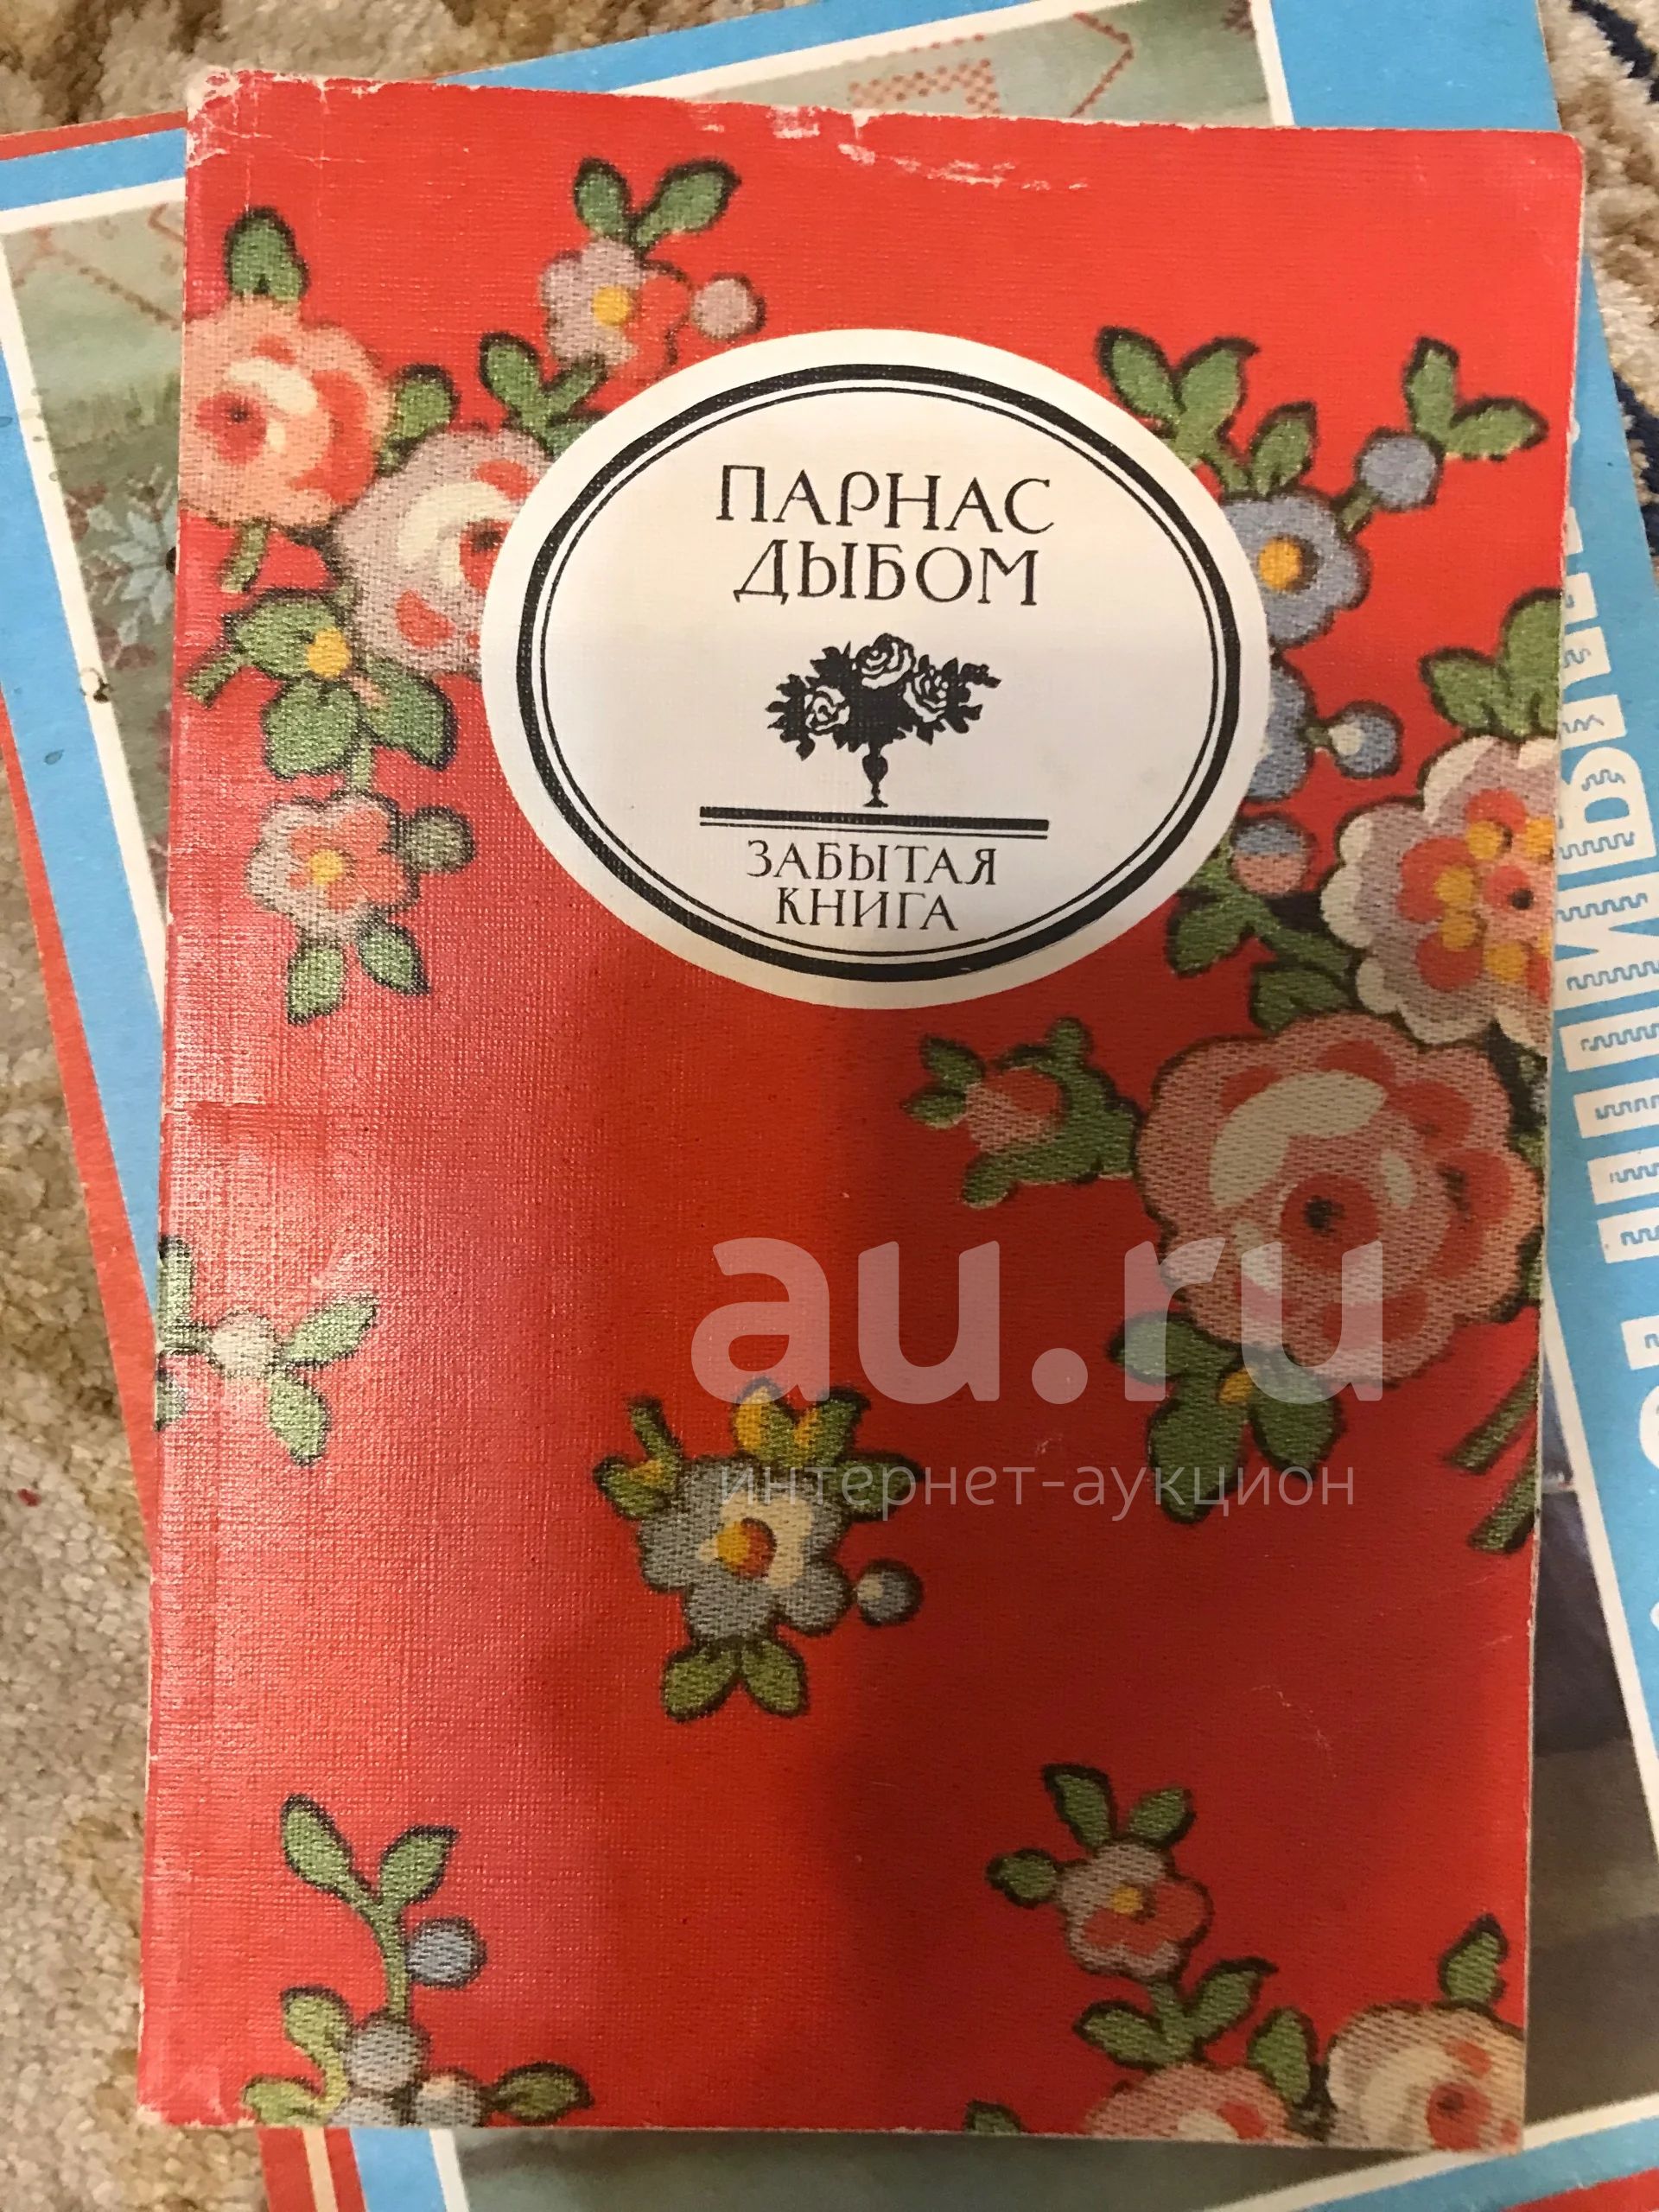 ПАРНАС
ДЫБОМ
ЗАБЫТАЯ
КНИГА
au.ru
интернет-аукцион